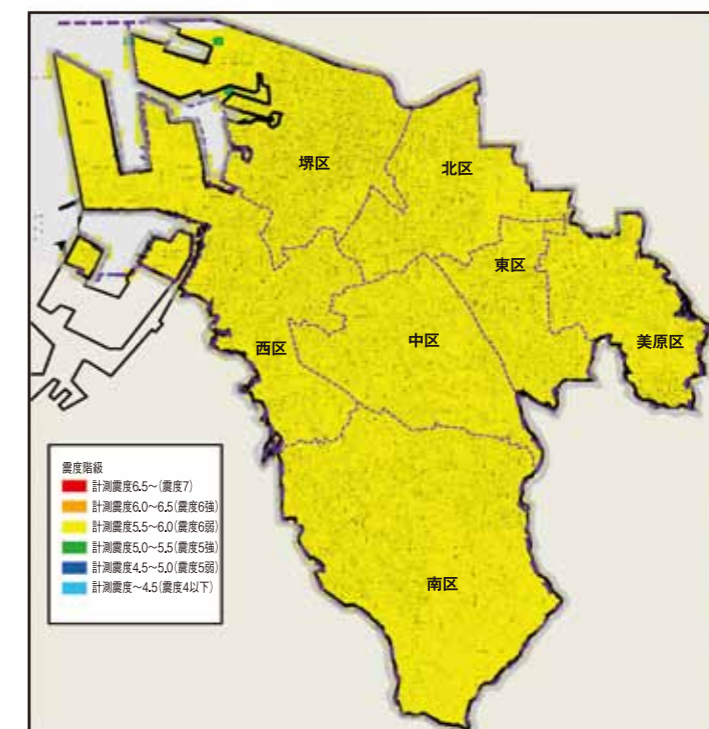 堺区
北区
東区
西区
中区
美原区
南区
震度階級
計測震度6.5～(震度7)
計測震度6.0～6.5(震度6強)
計測震度5.5～6.0(震度6弱)
計測震度5.0～5.5(震度5強)
計測震度4.5～5.0(震度5弱)
計測震度～4.5(震度4以下)